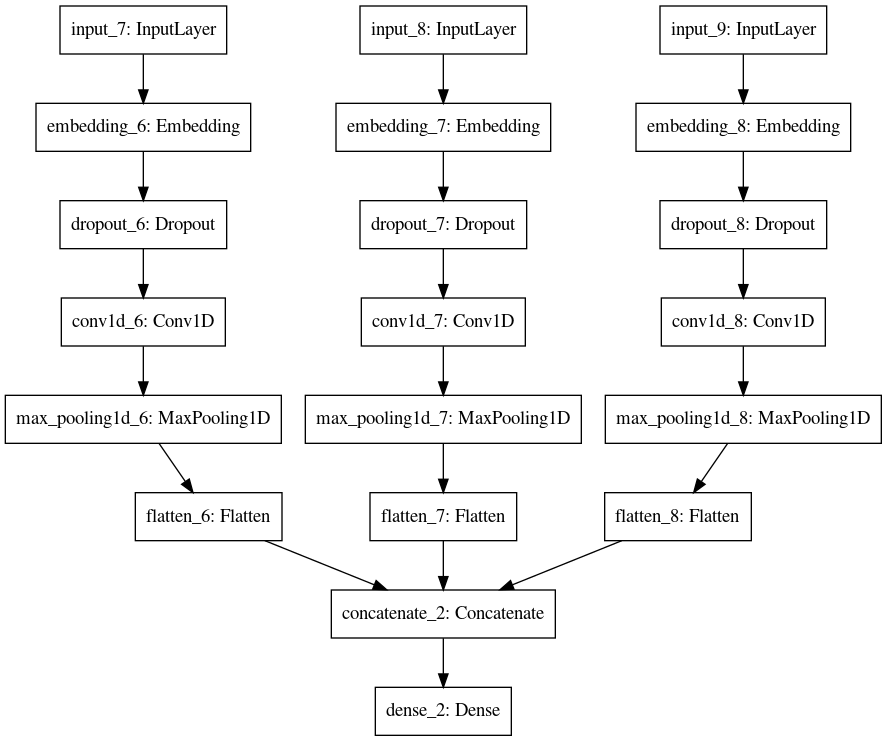 input_7: InputLayer
input_8: InputLayer
input_9: InputLayer
embedding_6: Embedding
embedding_7: Embedding
embedding_8: Embedding
dropout_6: Dropout
dropout_7: Dropout
dropout_8: Dropout
conv1d_6: Conv1D
conv1d_7: Conv1D
conv1d_8: Conv1D
max_pooling1d_6: MaxPooling1D
max_pooling1d_7: MaxPooling1D
max_pooling1d_8: MaxPooling1D
flatten_6: Flatten
flatten_7: Flatten
flatten_8: Flatten
concatenate_2: Concatenate
dense_2: Dense